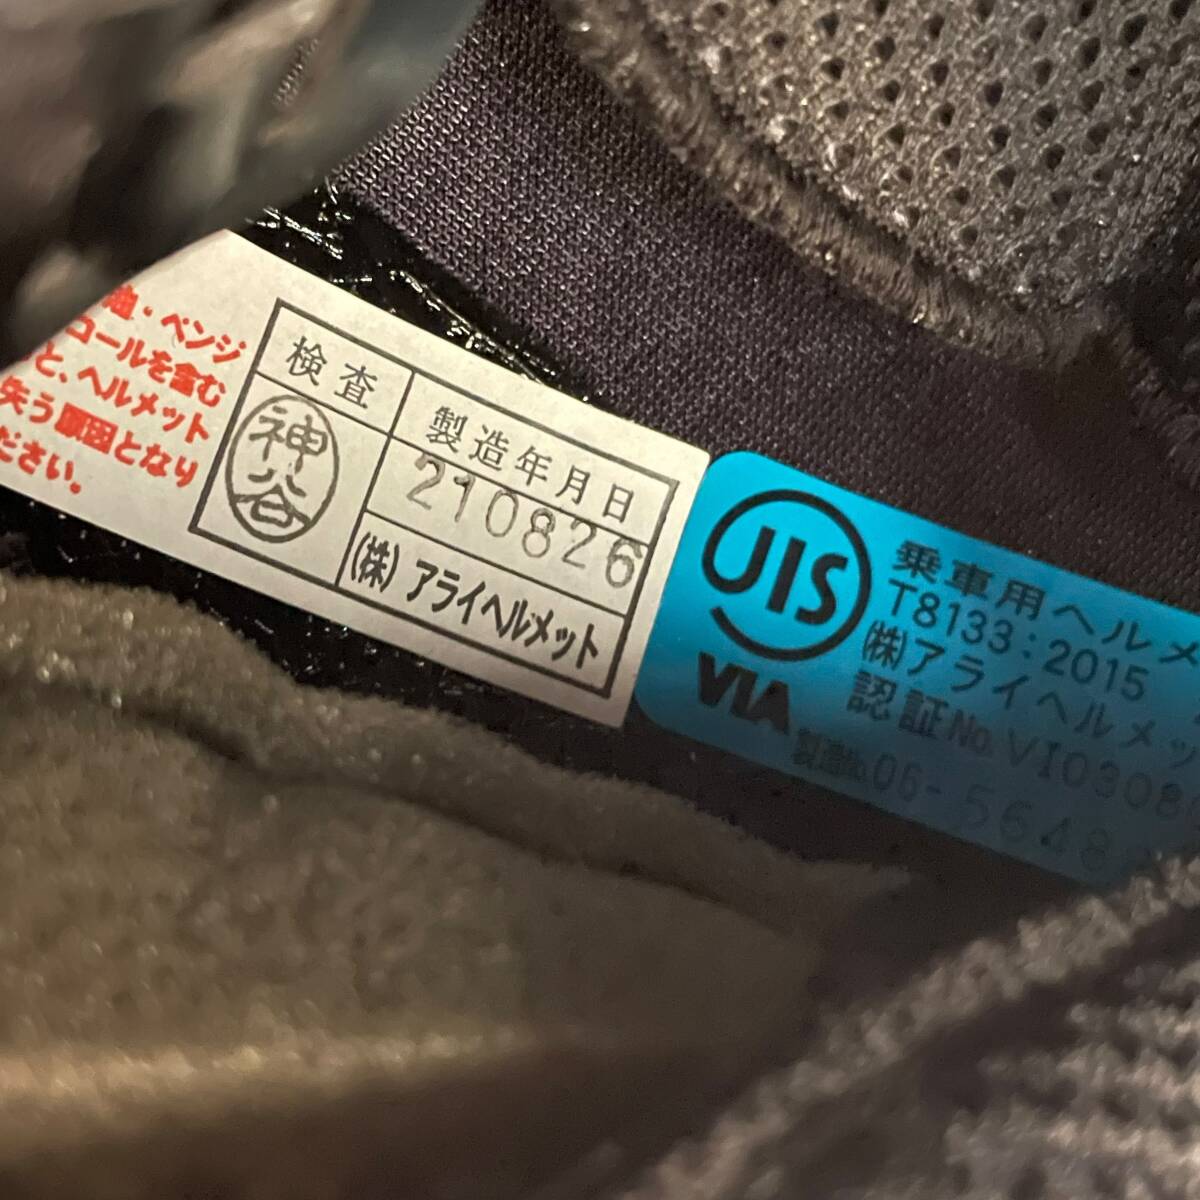 油・ベンジ
コールを含む
と、ヘルメット
失う原因となり
ださい。
検査
神谷
製造年月日
210826
(株)アライヘルメット
JIS
VIA
乗車用ヘルメ
T8133:2015
(株)アライヘルメッ
認証No.VI0308
製造No.06-5648